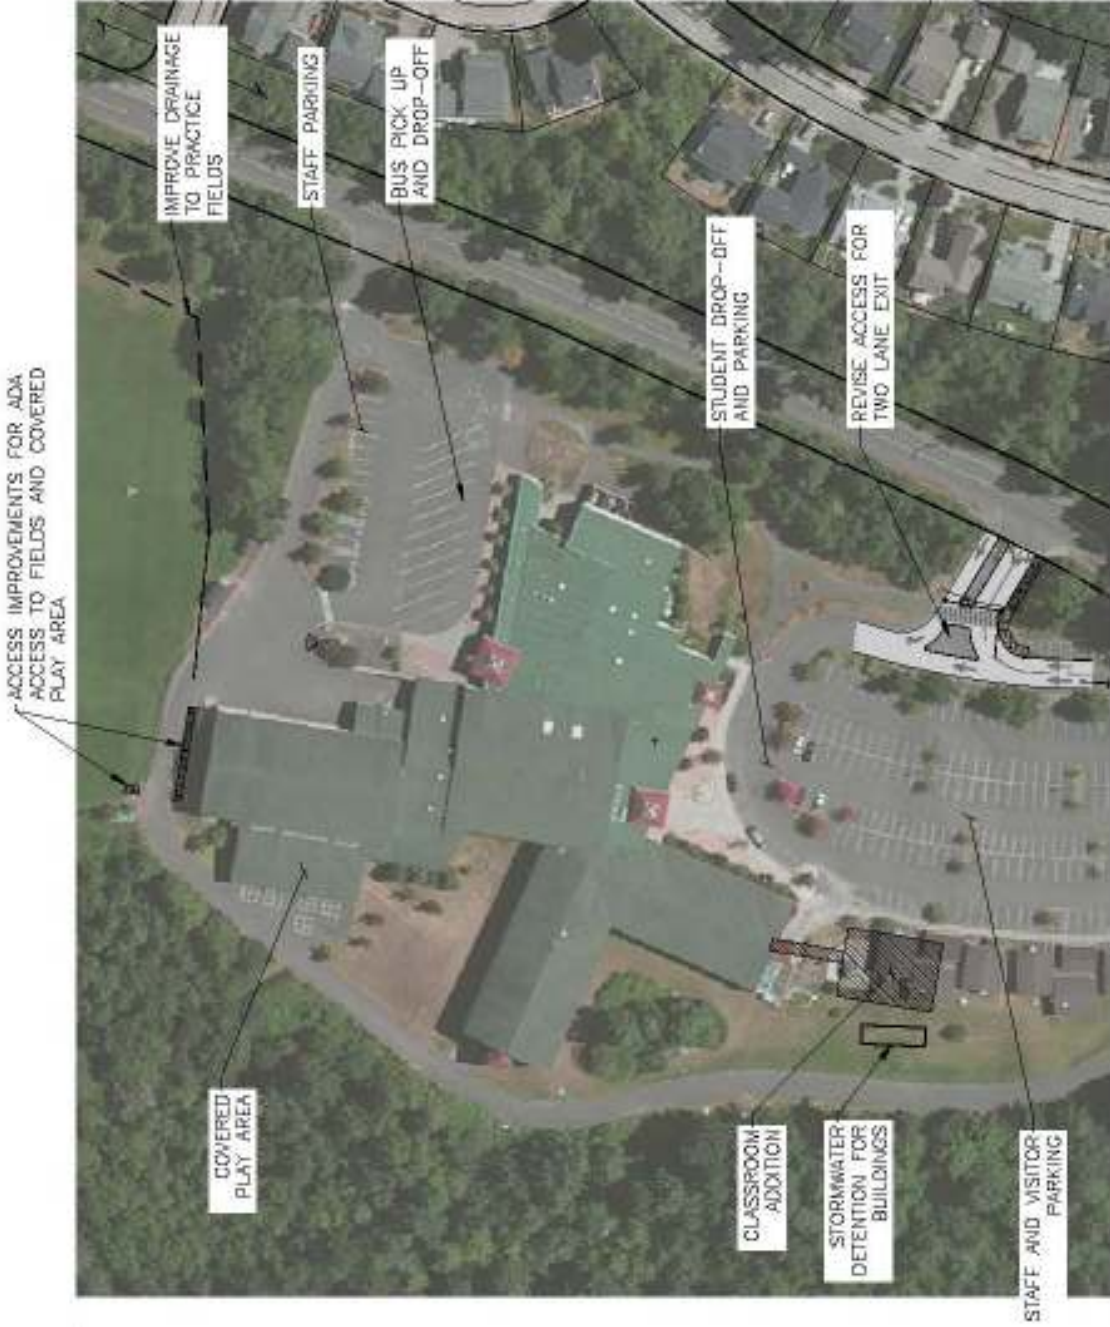 ACCESS IMPROVEMENTS FOR ADA
ACCESS TO FIELDS AND COVERED
PLAY AREA
IMPROVE DRAINAGE
TO PRACTICE
FIELDS
STAFF PARKING
BUS PICK UP
AND DROP-OFF
STUDENT DROP-OFF
AND PARKING
REVISE ACCESS FOR
TWO LANE EXIT
COVERED
PLAY AREA
CLASSROOM
ADDITION
STORMWATER
DETENTION FOR
BUILDINGS
STAFF AND VISITOR
PARKING